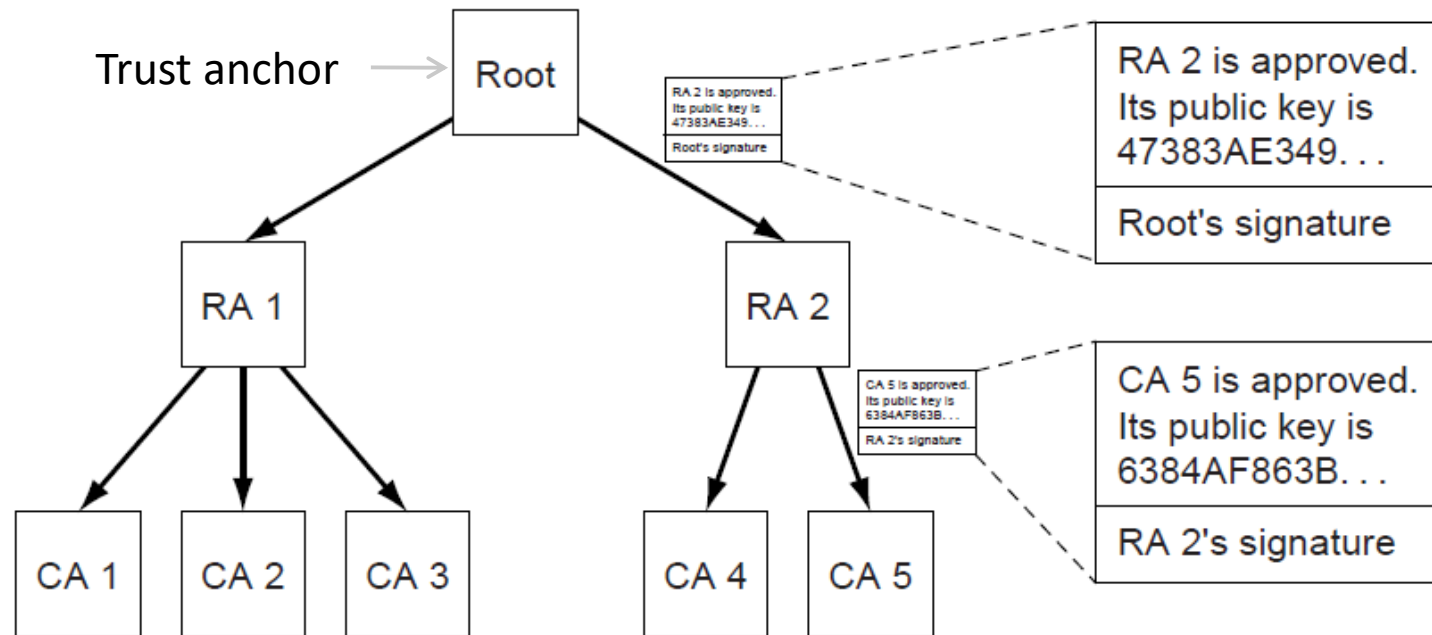 Trust anchor
Root
RA 2 is approved.
Its public key is
47383AE349...
Root's signature
RA 2 is approved.
Its public key is
47383AE349. . .
Root's signature
RA 1
RA 2
CA 5 is approved.
Its public key is
6384AF863B...
RA 2's signature
CA 5 is approved.
Its public key is
6384AF863B. . .
RA 2's signature
CA 1
CA 2
CA 3
CA 4
CA 5